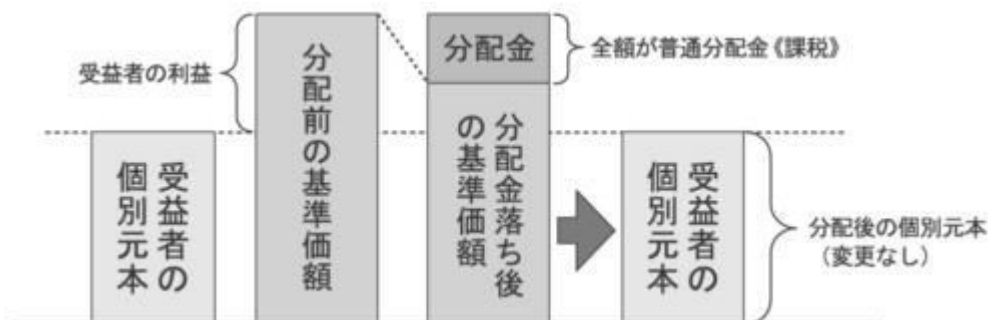 受益者の利益
受益者の
個別元本
分配前の基準価額
分配金
全額が普通分配金《課税》
分配金落ち後
の基準価額
受益者の
個別元本
分配後の個別元本
(変更なし)